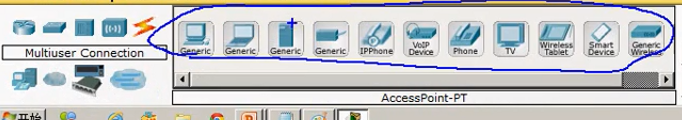 Generic Generic Generic Generic IPPhone VoIP Device Phone TV Wireless Tablet Smart Device Generic Wireless
Multiuser Connection
AccessPoint-PT
开始